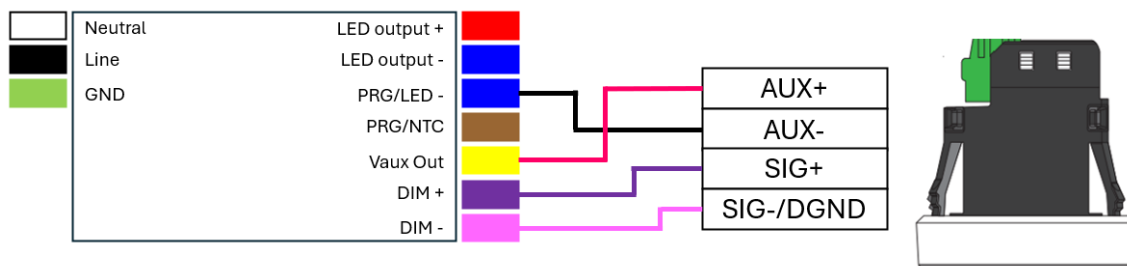 Neutral
Line
GND
LED output +
LED output -
PRG/LED -
PRG/NTC
Vaux Out
DIM +
DIM -
AUX+
AUX-
SIG+
SIG-/DGND